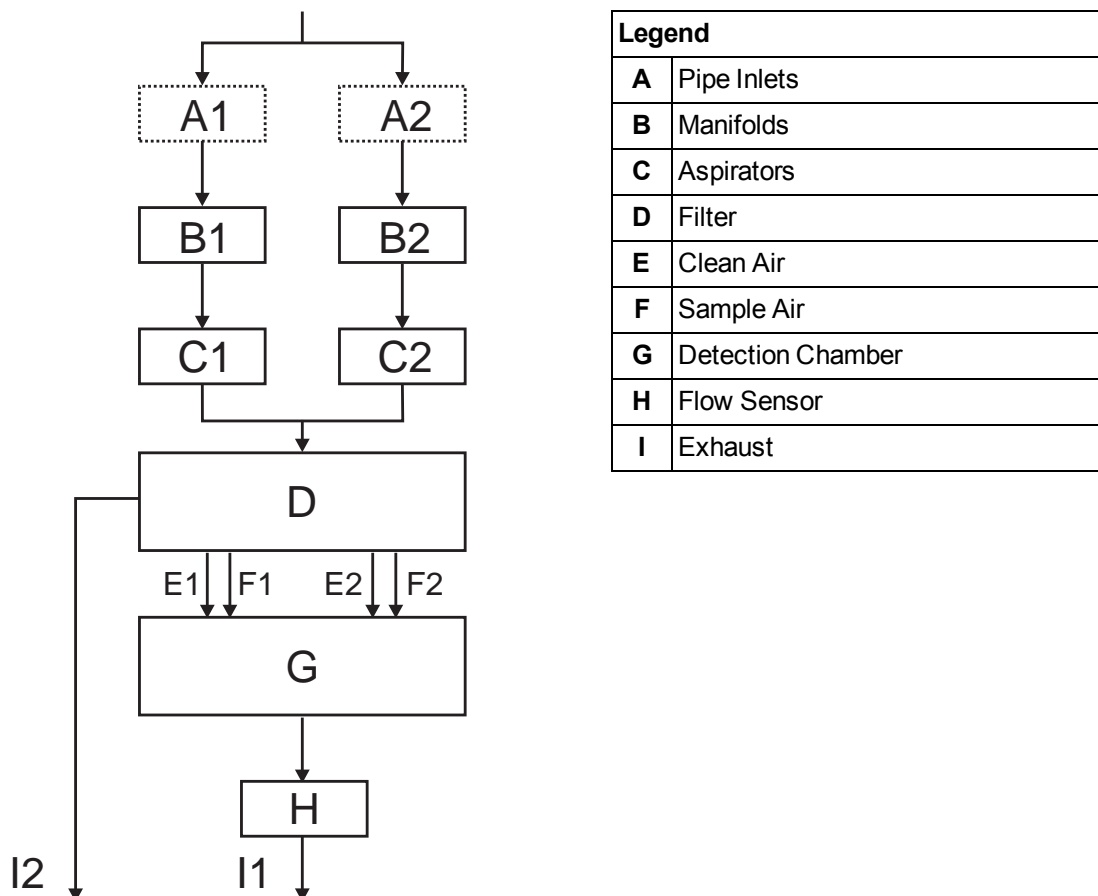 A1 A2
B1 B2
C1 C2
D
E1 F1 E2 F2
G
H
I2 I1
Legend
A Pipe Inlets
B Manifolds
C Aspirators
D Filter
E Clean Air
F Sample Air
G Detection Chamber
H Flow Sensor
I Exhaust